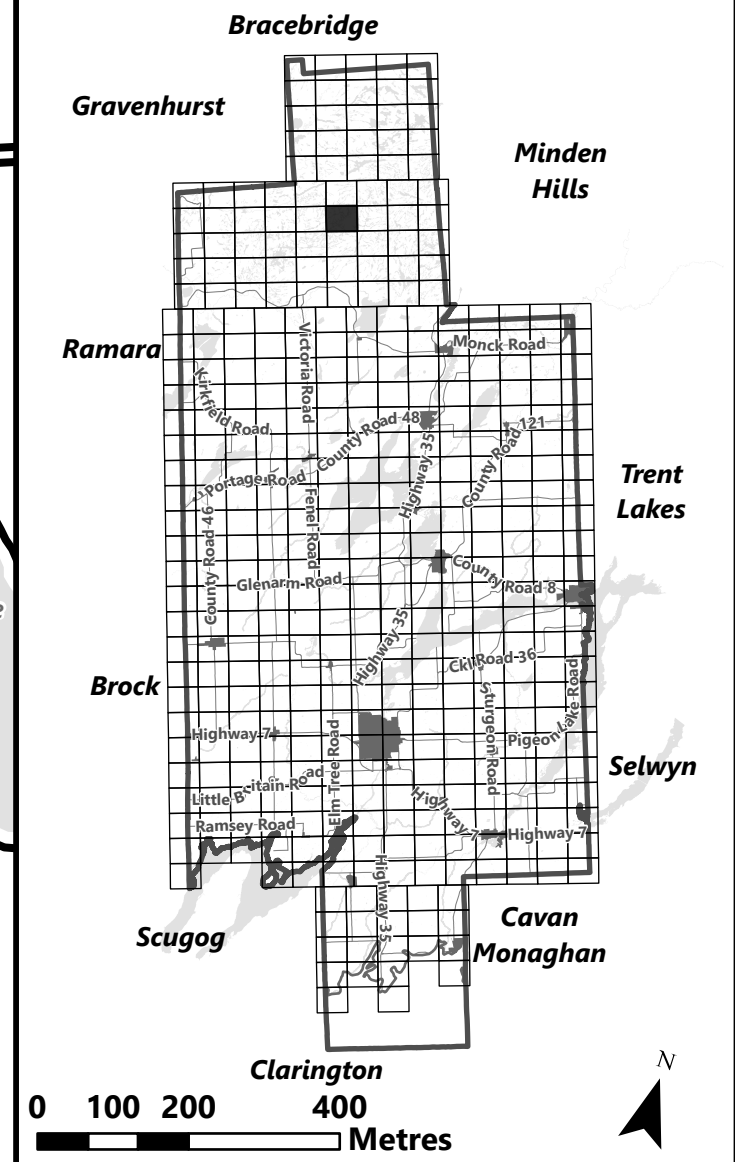 Bracebridge
Gravenhurst
Minden
Hills
Ramara
Monck Road
Victoria Road
Kirkfield Road
County Road 48
County Road 121
Highway 35
Portage Road
Trent
Lakes
Fenel Road
County Road 46
Glenarm Road
County Road 8
Highway 35
Ckl Road 36
Brock
Pigeon Lake Road
Sturgeon Road
Highway 7
Elm Tree Road
Selwyn
Little Britain Road
Highway 7
Ramsey Road
Highway 7
Highway 35
Scugog
Cavan
Monaghan
Clarington
N
0 100 200 400
Metres